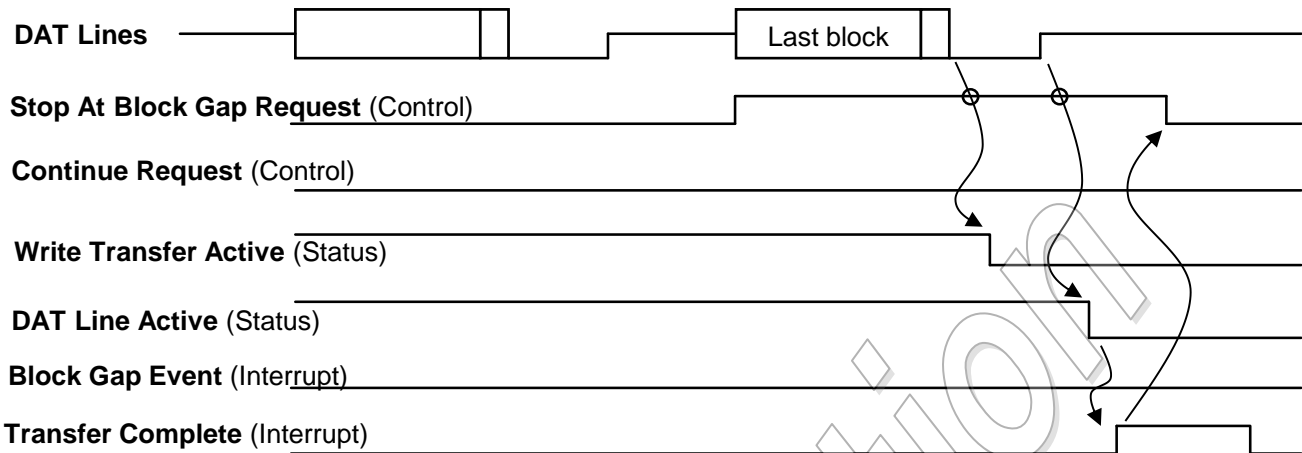 DAT Lines
Last block
Stop At Block Gap Request (Control)
Continue Request (Control)
Write Transfer Active (Status)
DAT Line Active (Status)
Block Gap Event (Interrupt)
Transfer Complete (Interrupt)
tion